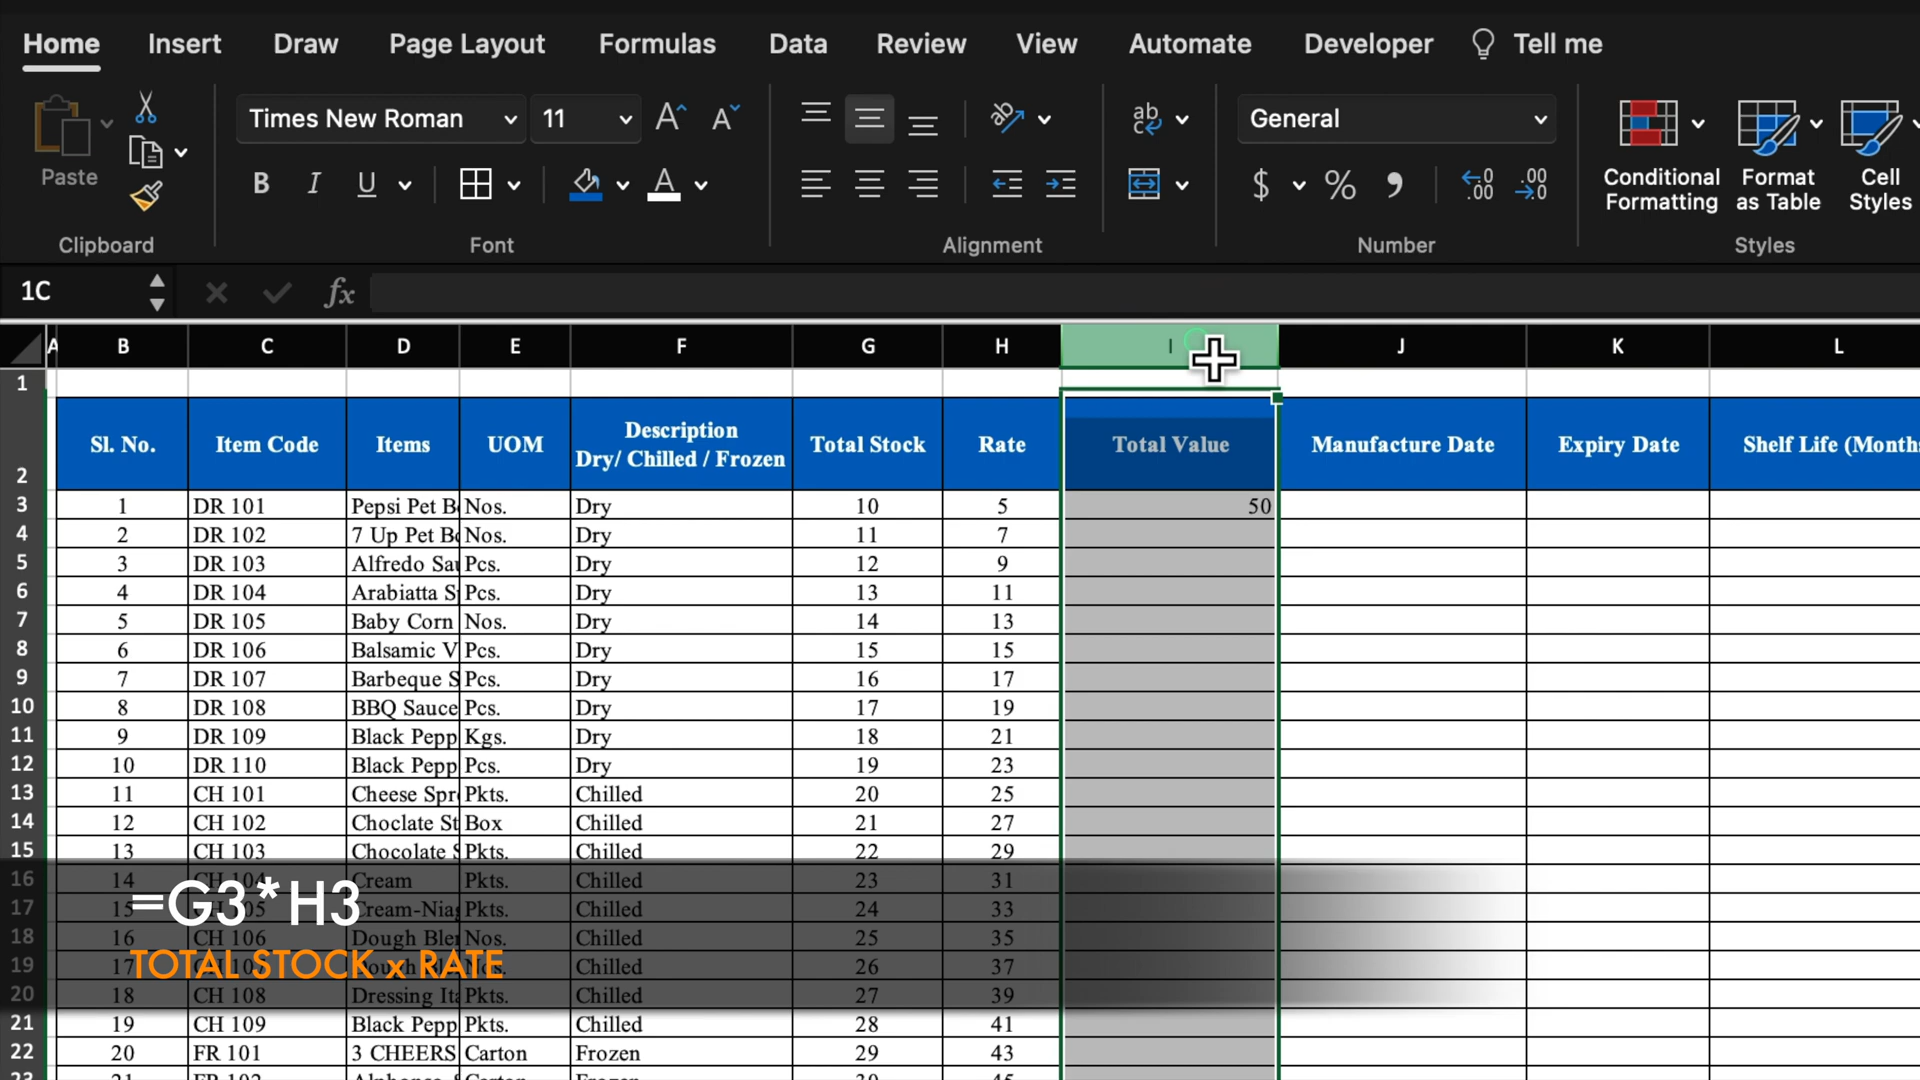 Home Insert Draw Page Layout Formulas Data Review View Automate Developer Tell me
Times New Roman 11 A A ab ab c General
Paste B I U A $ % , .00 .00 Conditional Formatting Format as Table Cell Styles
Clipboard Font Alignment Number Styles
1C fx
A B C D E F G H I J K L
1
2 Sl. No. Item Code Items UOM Description Dry/ Chilled / Frozen Total Stock Rate Total Value Manufacture Date Expiry Date Shelf Life (Months
3 1 DR 101 Pepsi Pet B Nos. Dry 10 5 50
4 2 DR 102 7 Up Pet Bo Nos. Dry 11 7
5 3 DR 103 Alfredo Sau Pcs. Dry 12 9
6 4 DR 104 Arabiatta S Pcs. Dry 13 11
7 5 DR 105 Baby Corn Nos. Dry 14 13
8 6 DR 106 Balsamic V Pcs. Dry 15 15
9 7 DR 107 Barbeque S Pcs. Dry 16 17
10 8 DR 108 BBQ Sauce Pcs. Dry 17 19
11 9 DR 109 Black Pepp Kgs. Dry 18 21
12 10 DR 110 Black Pepp Pcs. Dry 19 23
13 11 CH 101 Cheese Spr Pkts. Chilled 20 25
14 12 CH 102 Choclate St Box Chilled 21 27
15 13 CH 103 Chocolate S Pkts. Chilled 22 29
16 14 CH 104 Cream Pkts. Chilled 23 31
17 15 Cream-Niag Pkts. Chilled 24 33
18 16 CH 106 Dough Ble Nos. Chilled 25 35
19 17 Nos. Chilled 26 37
20 18 CH 108 Dressing Ita Pkts. Chilled 27 39
21 19 CH 109 Black Pepp Pkts. Chilled 28 41
22 20 FR 101 3 CHEERS Carton Frozen 29 43
=G3*H3
TOTAL STOCK x RATE